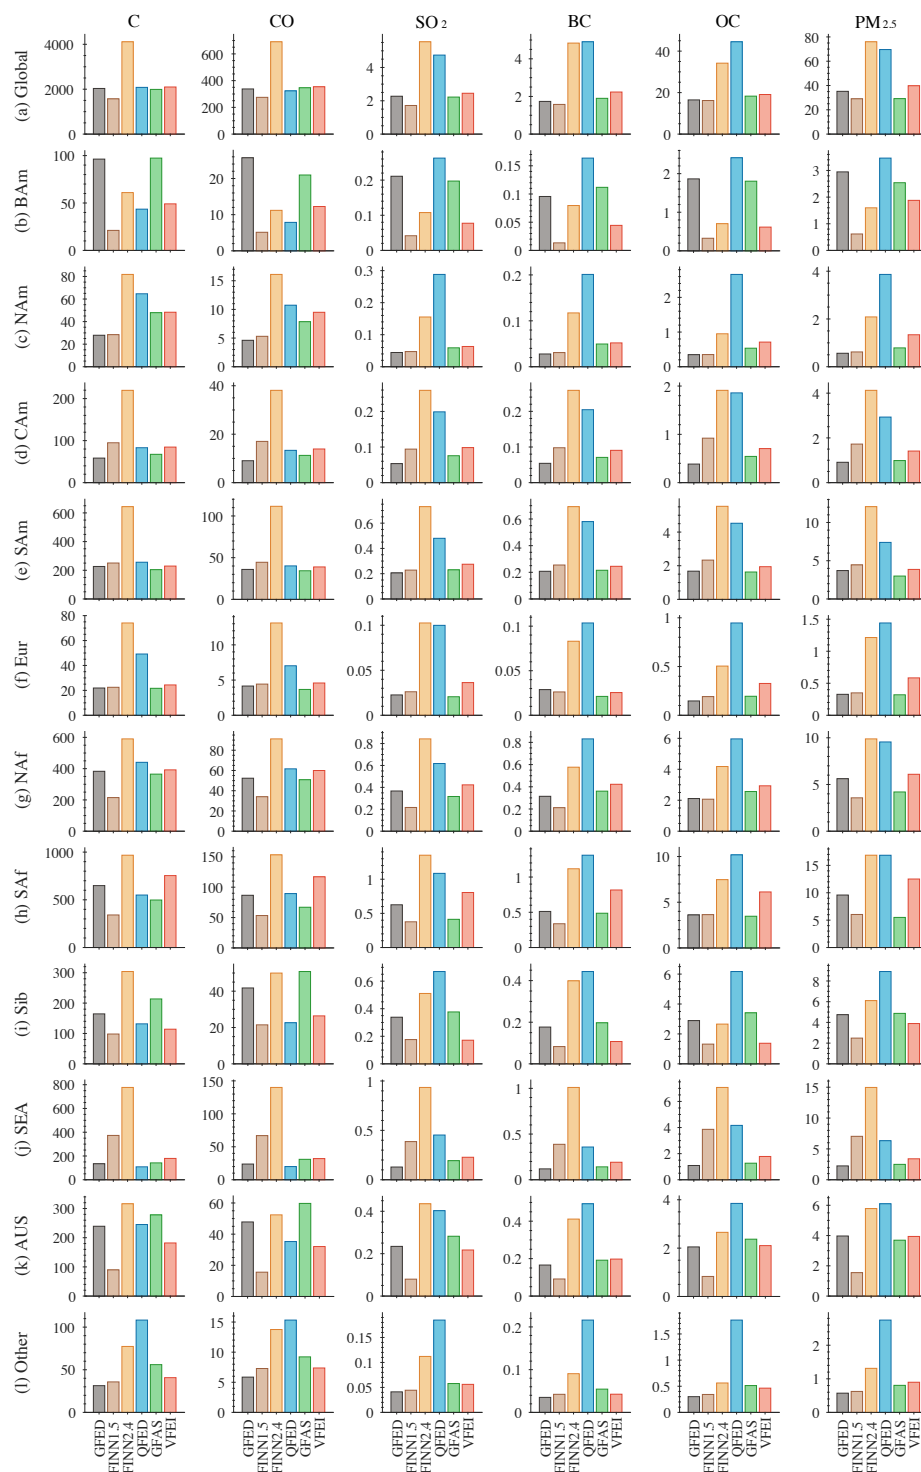 C CO SO 2 BC OC PM 2.5
(a) Global
4000 2000 0
600 400 200 0
4 2 0
4 2 0
40 20 0
80 60 40 20 0
(b) BAm
100 50 0
20 10 0
0.2 0.1 0
0.15 0.1 0.05 0
2 1 0
3 2 1 0
(c) NAm
80 60 40 20 0
15 10 5 0
0.3 0.2 0.1 0
0.2 0.1 0
2 1 0
4 2 0
(d) CAm
200 100 0
40 20 0
0.2 0.1 0
0.2 0.1 0
2 1 0
4 2 0
(e) SAm
600 400 200 0
100 50 0
0.6 0.4 0.2 0
0.6 0.4 0.2 0
4 2 0
10 5 0
(f) Eur
80 60 40 20 0
10 5 0
0.1 0.05 0
0.1 0.05 0
1 0.5 0
1.5 1 0.5 0
(g) NAf
600 400 200 0
80 60 40 20 0
0.8 0.6 0.4 0.2 0
0.8 0.6 0.4 0.2 0
6 4 2 0
10 5 0
(h) SAf
1000 500 0
150 100 50 0
1 0.5 0
1 0.5 0
10 5 0
15 10 5 0
(i) Sib
300 200 100 0
40 20 0
0.6 0.4 0.2 0
0.4 0.2 0
6 4 2 0
8 6 4 2 0
(j) SEA
800 600 400 200 0
150 100 50 0
1 0.5 0
1 0.5 0
6 4 2 0
15 10 5 0
(k) AUS
300 200 100 0
60 40 20 0
0.4 0.2 0
0.4 0.2 0
4 2 0
6 4 2 0
(l) Other
100 50 0
15 10 5 0
0.15 0.1 0.05 0
0.2 0.1 0
1.5 1 0.5 0
2 1 0
GFED FINN1.5 FINN2.4 QFED GFAS VFEI
GFED FINN1.5 FINN2.4 QFED GFAS VFEI
GFED FINN1.5 FINN2.4 QFED GFAS VFEI
GFED FINN1.5 FINN2.4 QFED GFAS VFEI
GFED FINN1.5 FINN2.4 QFED GFAS VFEI
GFED FINN1.5 FINN2.4 QFED GFAS VFEI